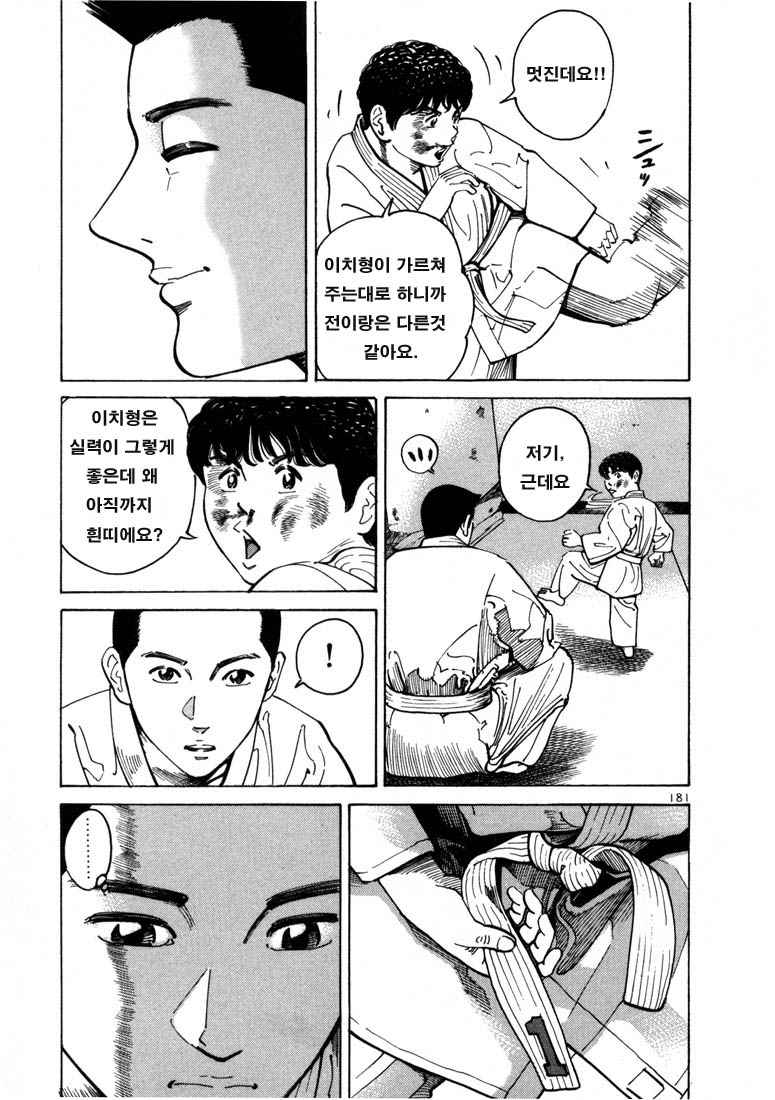 멋진데요!!
ニュッ
이치형이 가르쳐
주는대로 하니까
전이랑은 다른것
같아요.
이치형은
실력이 그렇게
좋은데 왜
아직까지
흰띠에요?
저기,
근데요
!
181
………
1